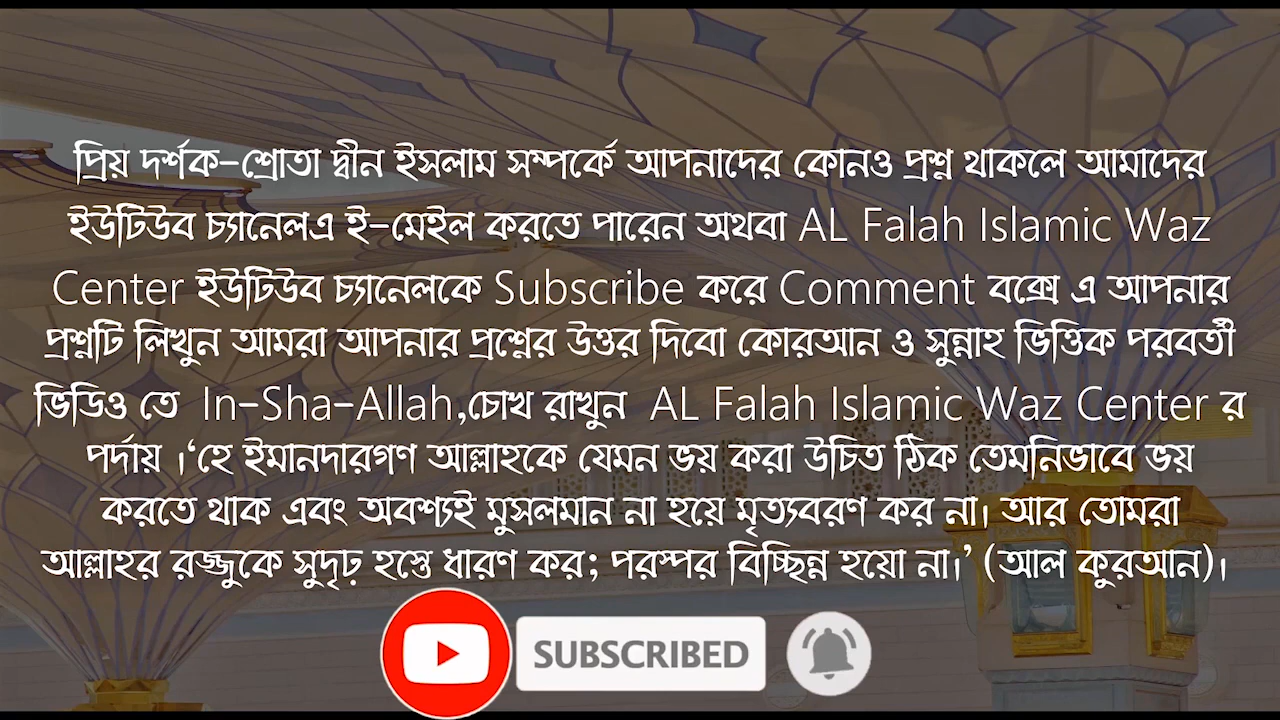 প্রিয় দর্শক-শ্রোতা দ্বীন ইসলাম সম্পর্কে আপনাদের কোনও প্রশ্ন থাকলে আমাদের
ইউটিউব চ্যানেলএ ই-মেইল করতে পারেন অথবা AL Falah Islamic Waz
Center ইউটিউব চ্যানেলকে Subscribe করে Comment বক্সে এ আপনার
প্রশ্নটি লিখুন আমরা আপনার প্রশ্নের উত্তর দিবো কোরআন ও সুন্নাহ ভিত্তিক পরবর্তী
ভিডিও তে In-Sha-Allah,চোখ রাখুন AL Falah Islamic Waz Center র
পর্দায় ।‘হে ইমানদারগণ আল্লাহকে যেমন ভয় করা উচিত ঠিক তেমনিভাবে ভয়
করতে থাক এবং অবশ্যই মুসলমান না হয়ে মৃত্যবরণ কর না। আর তোমরা
আল্লাহর রজ্জুকে সুদৃঢ় হস্তে ধারণ কর; পরস্পর বিচ্ছিন্ন হয়ো না।’ (আল কুরআন)।
SUBSCRIBED